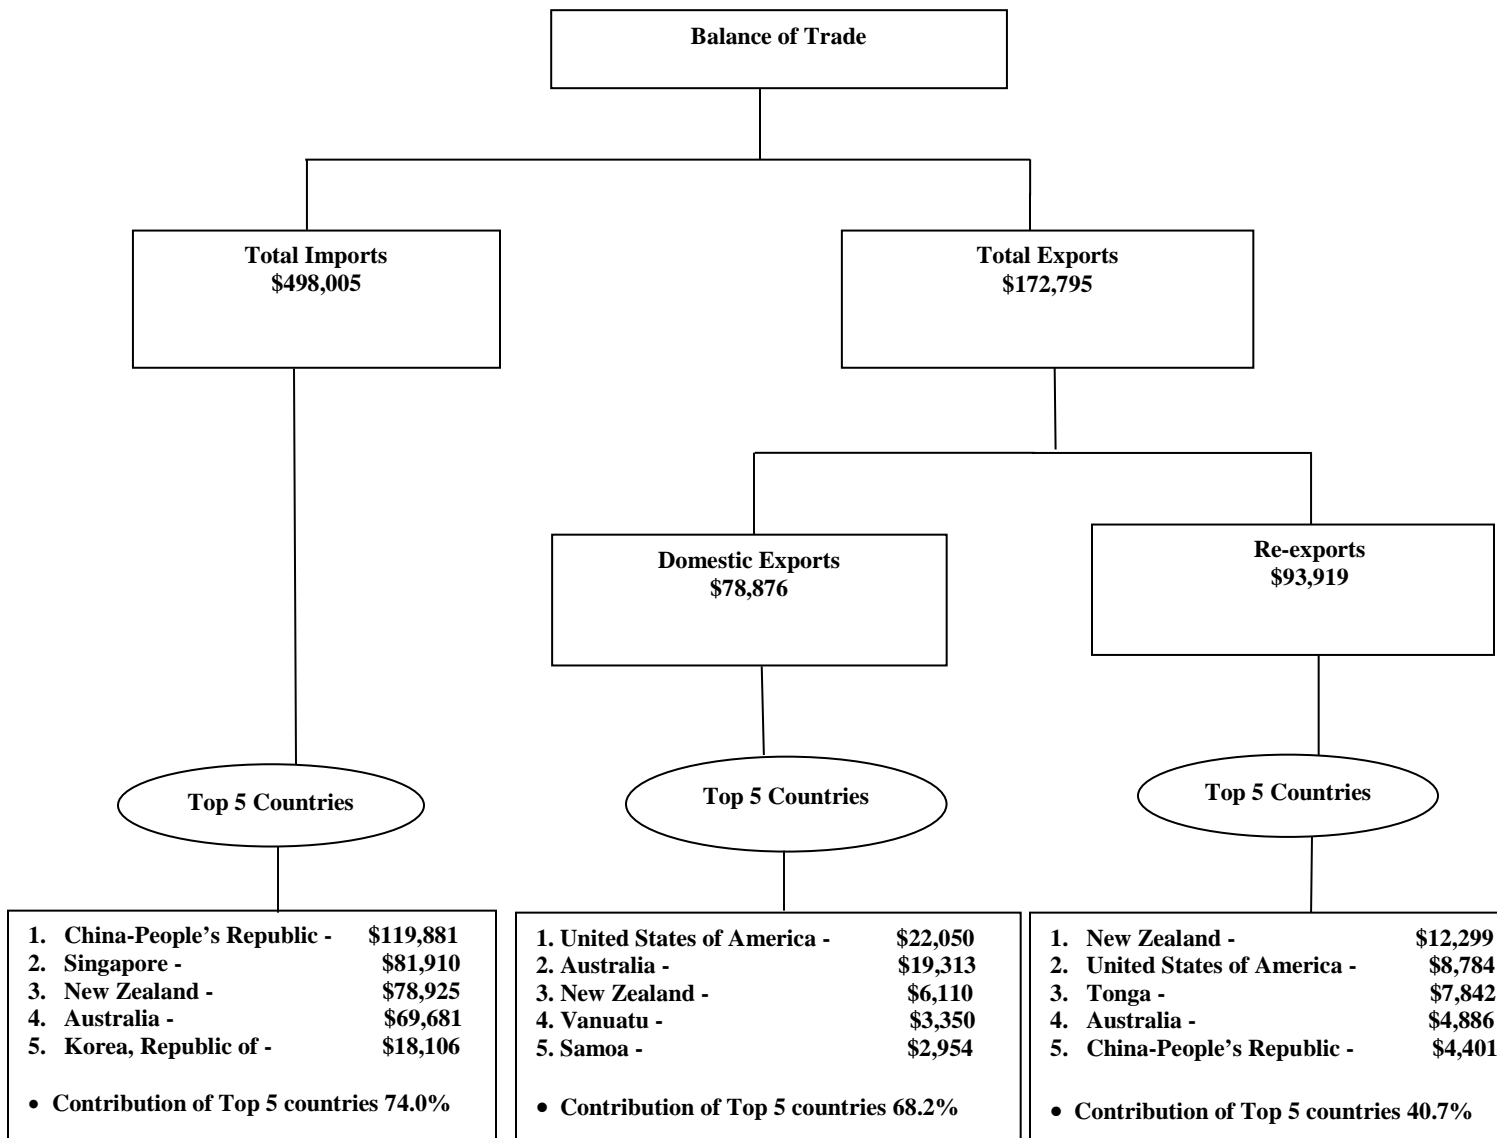 Balance of Trade
Total Imports
$498,005
Total Exports
$172,795
Domestic Exports
$78,876
Re-exports
$93,919
Top 5 Countries
Top 5 Countries
Top 5 Countries
1. China-People’s Republic - $119,881
2. Singapore - $81,910
3. New Zealand - $78,925
4. Australia - $69,681
5. Korea, Republic of - $18,106
• Contribution of Top 5 countries 74.0%
1. United States of America - $22,050
2. Australia - $19,313
3. New Zealand - $6,110
4. Vanuatu - $3,350
5. Samoa - $2,954
• Contribution of Top 5 countries 68.2%
1. New Zealand - $12,299
2. United States of America - $8,784
3. Tonga - $7,842
4. Australia - $4,886
5. China-People’s Republic - $4,401
• Contribution of Top 5 countries 40.7%